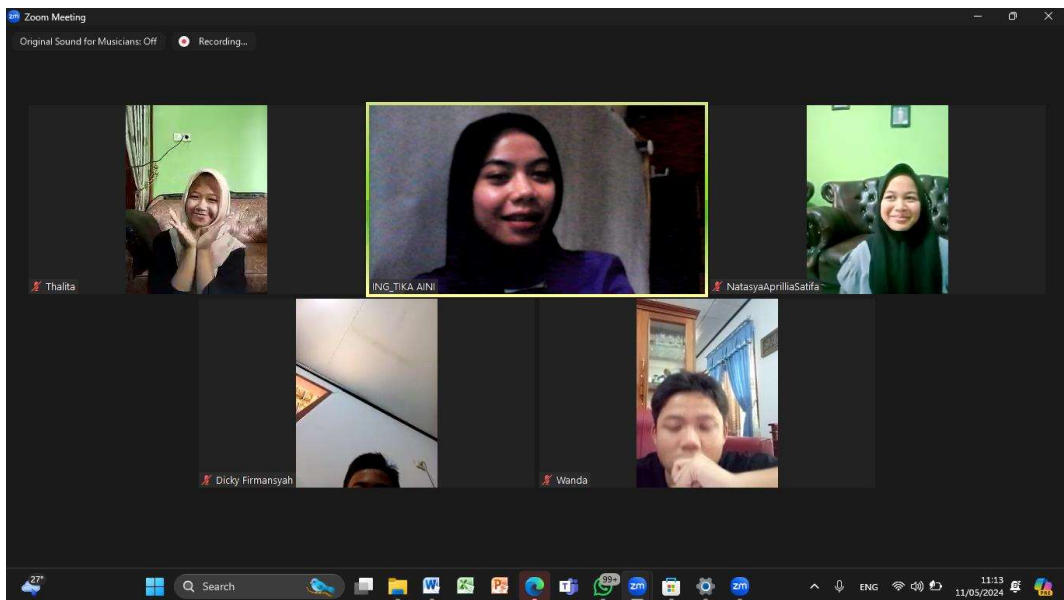 Zoom Meeting
Original Sound for Musicians: Off
Recording...
Thalita
ING_TIKA AINI
NatasyaAprilliaSatifa
Dicky Firmansyah
Wanda
27°
Search
99+
ENG
11:13
11/05/2024